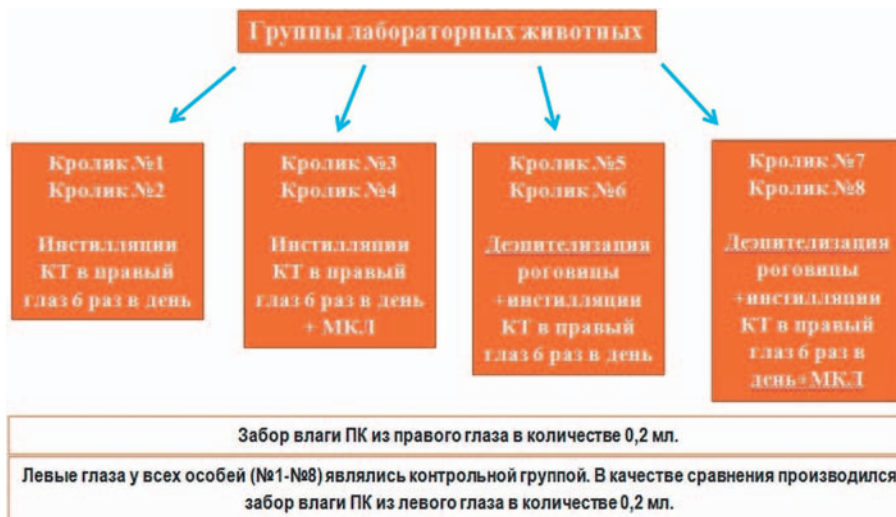 Группы лабораторных животных
Кролик №1
Кролик №2
Инстилляции
КТ в правый
глаз 6 раз в день
Кролик №3
Кролик №4
Инстилляции
КТ в правый
глаз 6 раз в день
+ МКЛ
Кролик №5
Кролик №6
Деэпителизация
роговицы
+инстилляции
КТ в правый
глаз 6 раз в день
Кролик №7
Кролик №8
Деэпителизация
роговицы
+инстилляции
КТ в правый
глаз 6 раз в
день+МКЛ
Забор влаги ПК из правого глаза в количестве 0,2 мл.
Левые глаза у всех особей (№1-№8) являлись контрольной группой. В качестве сравнения производился
забор влаги ПК из левого глаза в количестве 0,2 мл.